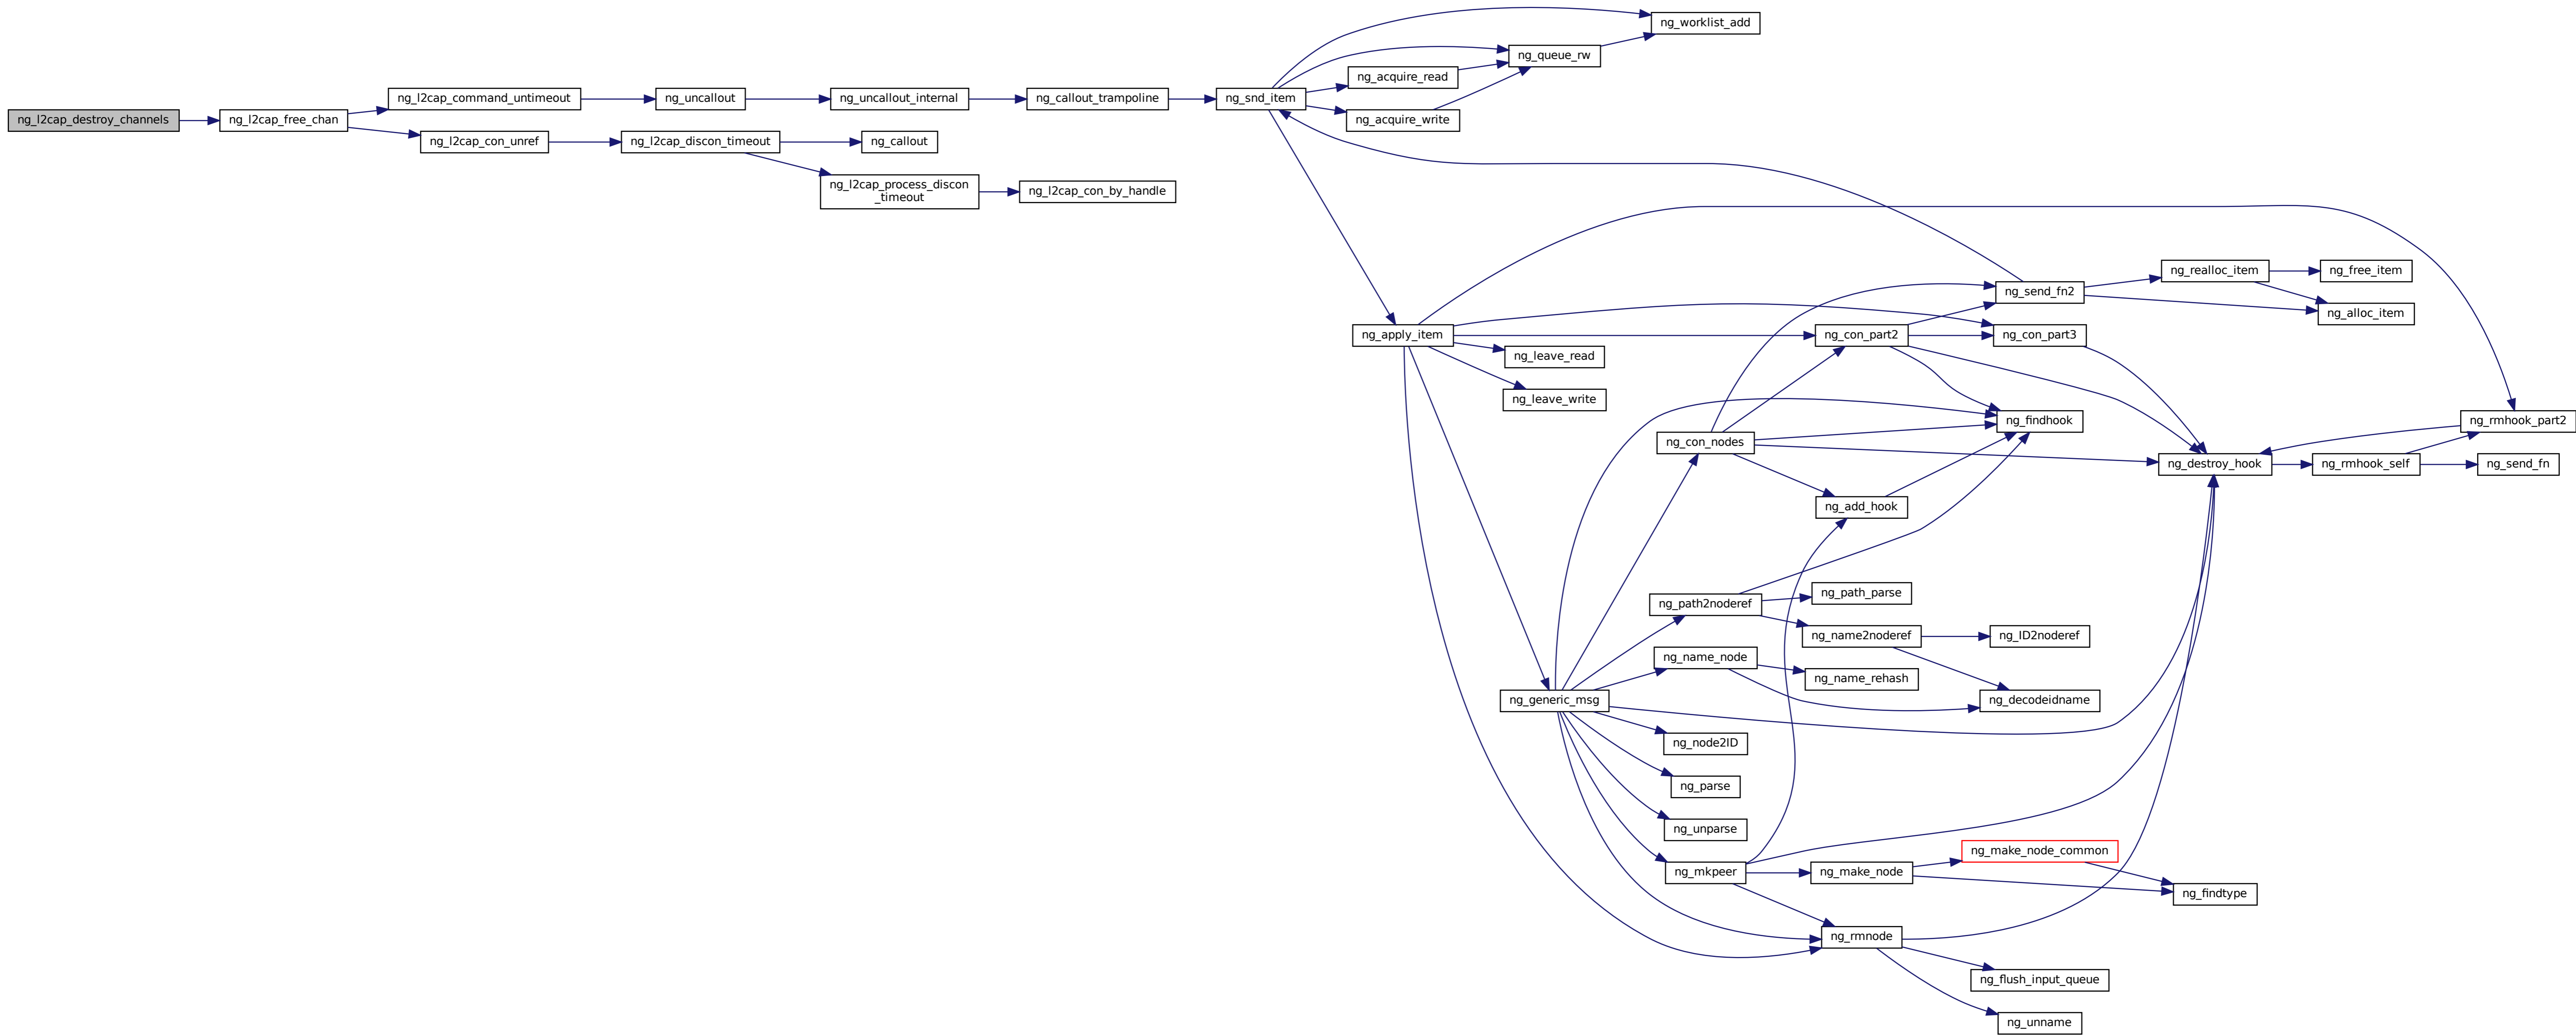 ng_l2cap_destroy_channels
ng_l2cap_free_chan
ng_l2cap_command_untimeout
ng_uncallout
ng_uncallout_internal
ng_callout_trampoline
ng_snd_item
ng_worklist_add
ng_queue_rw
ng_acquire_read
ng_acquire_write
ng_l2cap_con_unref
ng_l2cap_discon_timeout
ng_callout
ng_l2cap_process_discon
_timeout
ng_l2cap_con_by_handle
ng_apply_item
ng_leave_read
ng_leave_write
ng_con_part2
ng_send_fn2
ng_con_part3
ng_realloc_item
ng_free_item
ng_alloc_item
ng_con_nodes
ng_findhook
ng_add_hook
ng_destroy_hook
ng_rmhook_self
ng_rmhook_part2
ng_send_fn
ng_path2noderef
ng_path_parse
ng_name2noderef
ng_ID2noderef
ng_name_node
ng_name_rehash
ng_decodeidname
ng_generic_msg
ng_node2ID
ng_parse
ng_unparse
ng_mkpeer
ng_make_node
ng_make_node_common
ng_findtype
ng_rmnode
ng_flush_input_queue
ng_unname